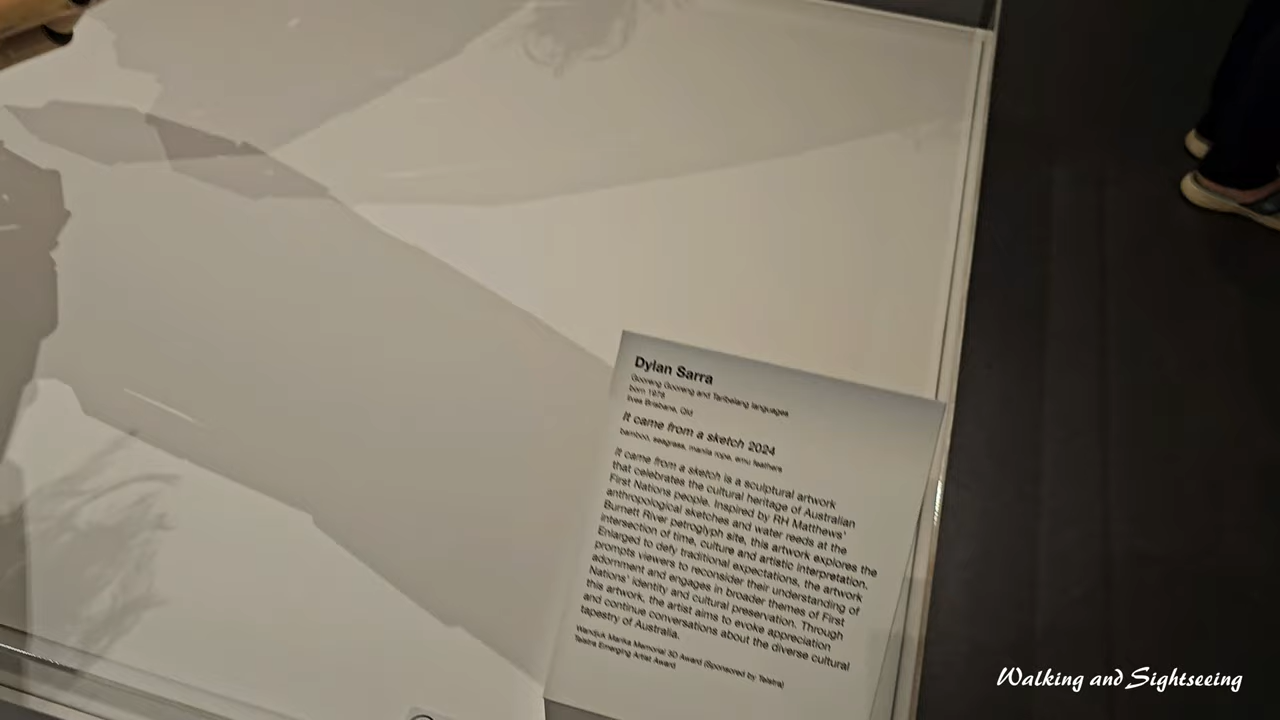 Dylan Sarra
Gooreng Gooreng and Taribelang languages
born 1978
lives Brisbane, Qld
It came from a sketch 2024
bamboo, seagrass, manila rope, emu feathers
It came from a sketch is a sculptural artwork
that celebrates the cultural heritage of Australian
First Nations people. Inspired by RH Matthews'
anthropological sketches and water reeds at the
Burnett River petroglyph site, this artwork explores the
intersection of time, culture and artistic interpretation.
Enlarged to defy traditional expectations, the artwork
prompts viewers to reconsider their understanding of
adornment and engages in broader themes of First
Nations' identity and cultural preservation. Through
this artwork, the artist aims to evoke appreciation
and continue conversations about the diverse cultural
tapestry of Australia.
Wandjuk Marika Memorial 3D Award (Sponsored by Telstra)
Telstra Emerging Artist Award
Walking and Sightseeing